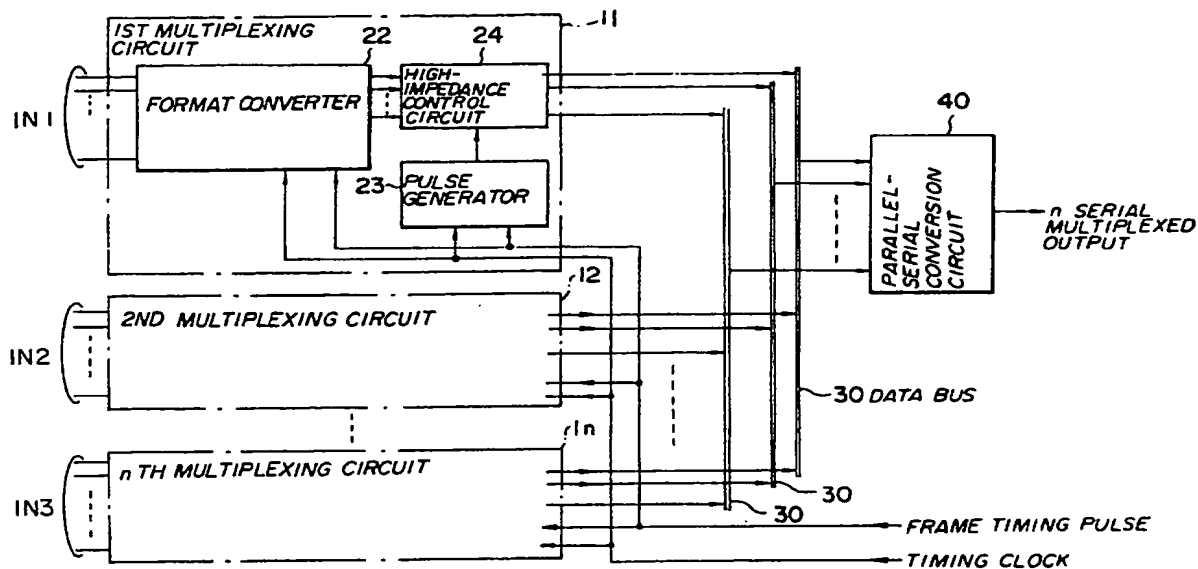 1ST MULTIPLEXING
CIRCUIT
22
24
11
FORMAT CONVERTER
HIGH-
IMPEDANCE
CONTROL
CIRCUIT
IN 1
23
PULSE
GENERATOR
40
PARALLEL-
SERIAL
CONVERSION
CIRCUIT
n SERIAL
MULTIPLEXED
OUTPUT
12
2ND MULTIPLEXING CIRCUIT
IN2
30 DATA BUS
1n
n TH MULTIPLEXING CIRCUIT
IN3
30
30
FRAME TIMING PULSE
TIMING CLOCK